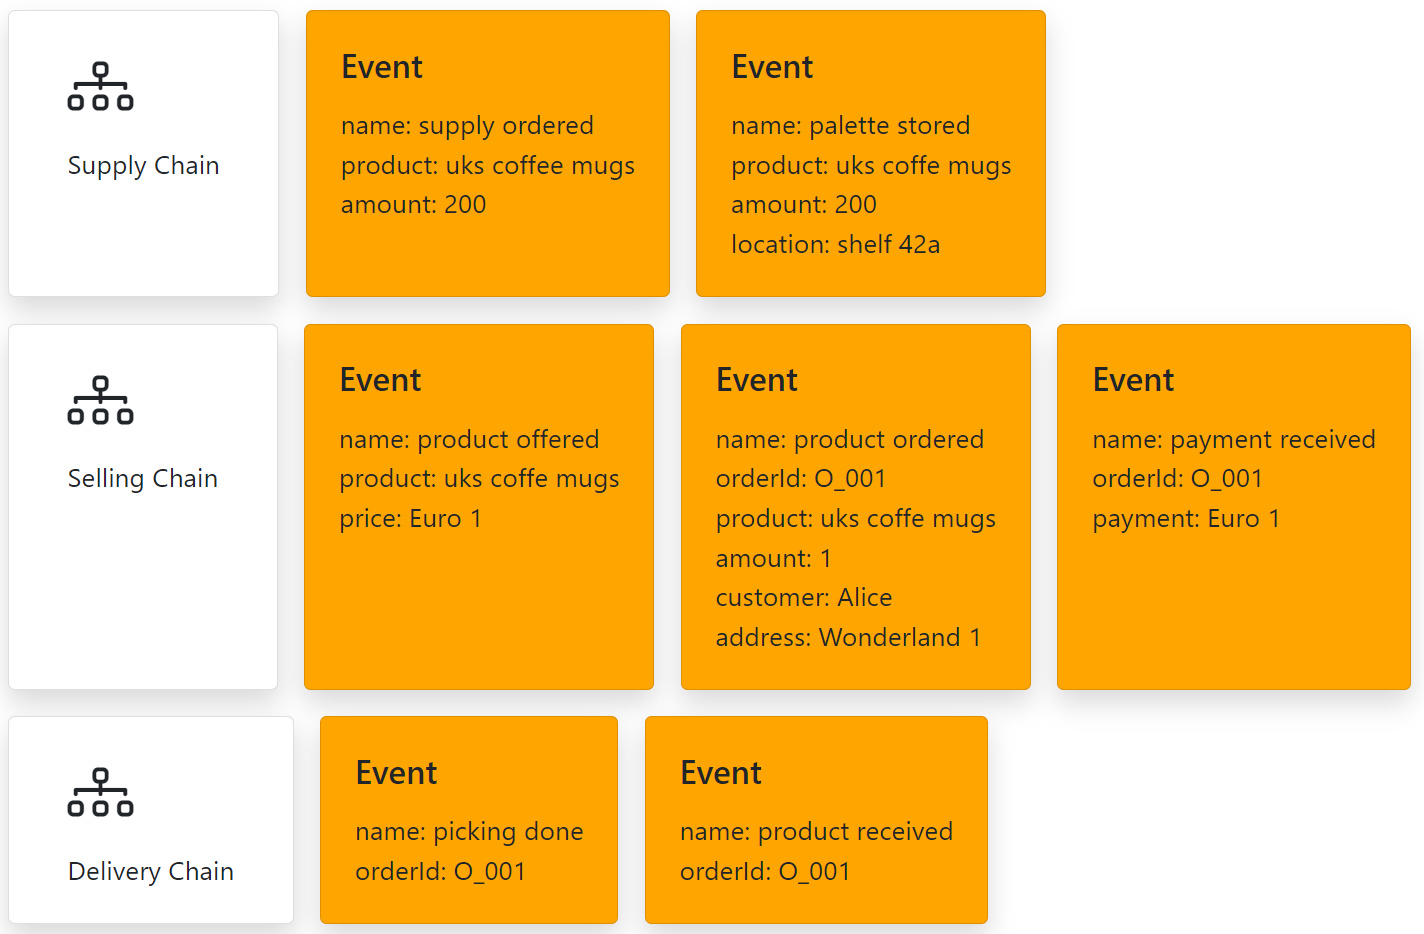 Supply Chain
Event
name: supply ordered
product: uks coffee mugs
amount: 200
Event
name: palette stored
product: uks coffe mugs
amount: 200
location: shelf 42a
Selling Chain
Event
name: product offered
product: uks coffe mugs
price: Euro 1
Event
name: product ordered
orderId: O_001
product: uks coffe mugs
amount: 1
customer: Alice
address: Wonderland 1
Event
name: payment received
orderId: O_001
payment: Euro 1
Delivery Chain
Event
name: picking done
orderId: O_001
Event
name: product received
orderId: O_001